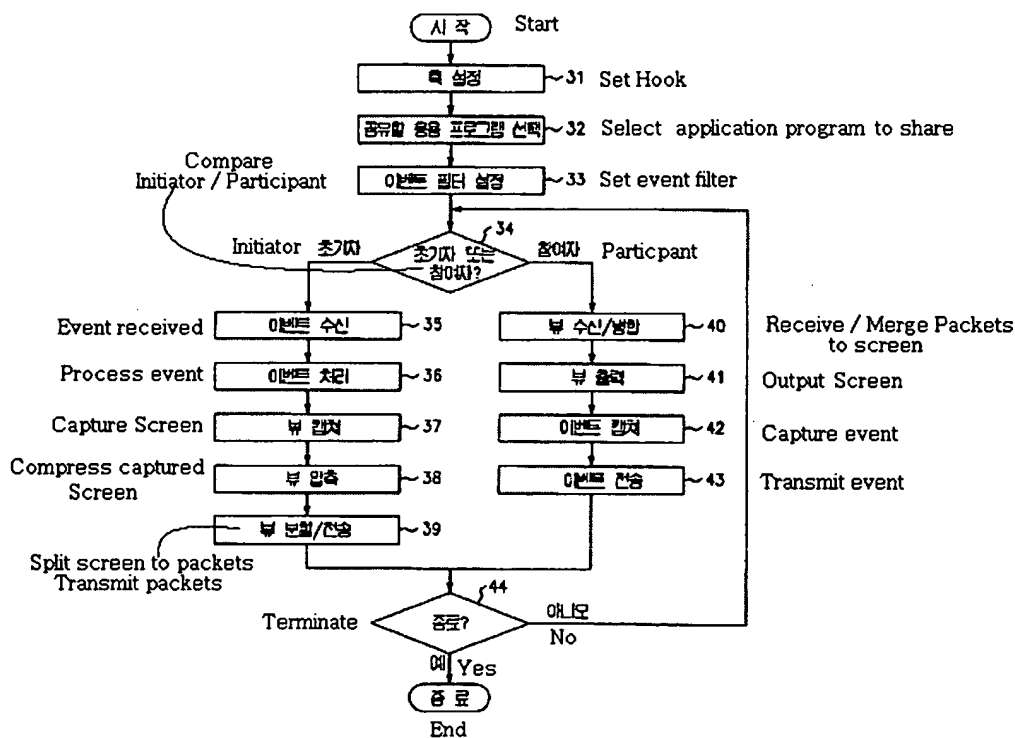 시 작 Start
훅 설정 31 Set Hook
공유할 응용 프로그램 선택 32 Select application program to share
이벤트 필터 설정 33 Set event filter
Compare
Initiator / Participant
34
Initiator 초기자
초기자 또는
참여자?
참여자 Particpant
Event received
이벤트 수신 35
Process event
이벤트 처리 36
Capture Screen
뷰 캡쳐 37
Compress captured
Screen
뷰 압축 38
뷰 분할/전송 39
Split screen to packets
Transmit packets
뷰 수신/병합 40
Receive / Merge Packets
to screen
뷰 출력 41
Output Screen
이벤트 캡쳐 42
Capture event
이벤트 전송 43
Transmit event
44
Terminate
종료?
아니오
No
예 Yes
종 료
End